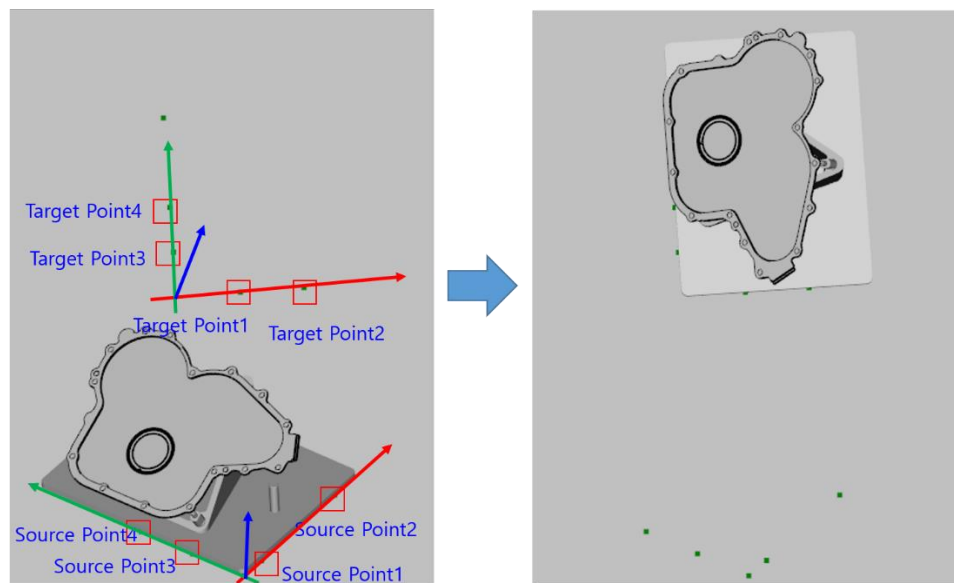 Target Point4
Target Point3
Target Point1
Target Point2
Source Point4
Source Point2
Source Point3
Source Point1